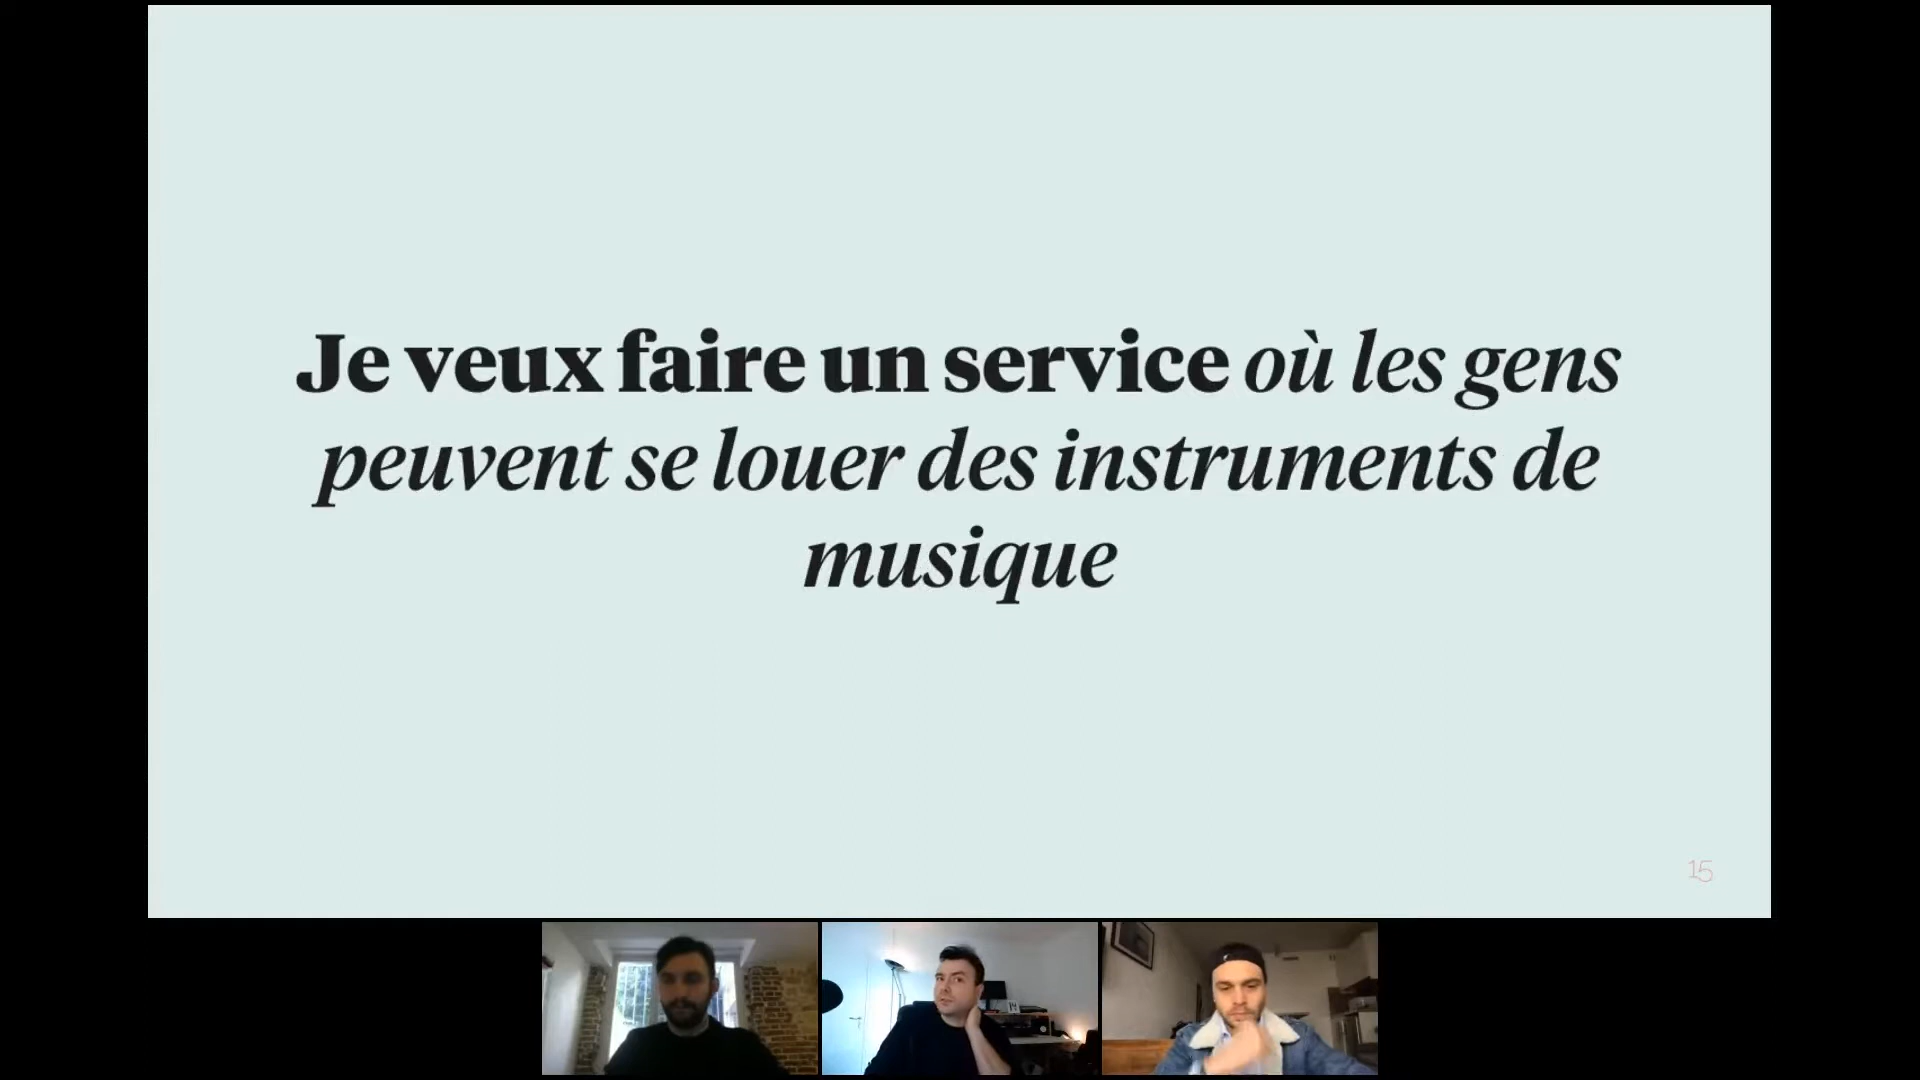 Je veux faire un service où les gens
peuvent se louer des instruments de
musique
15